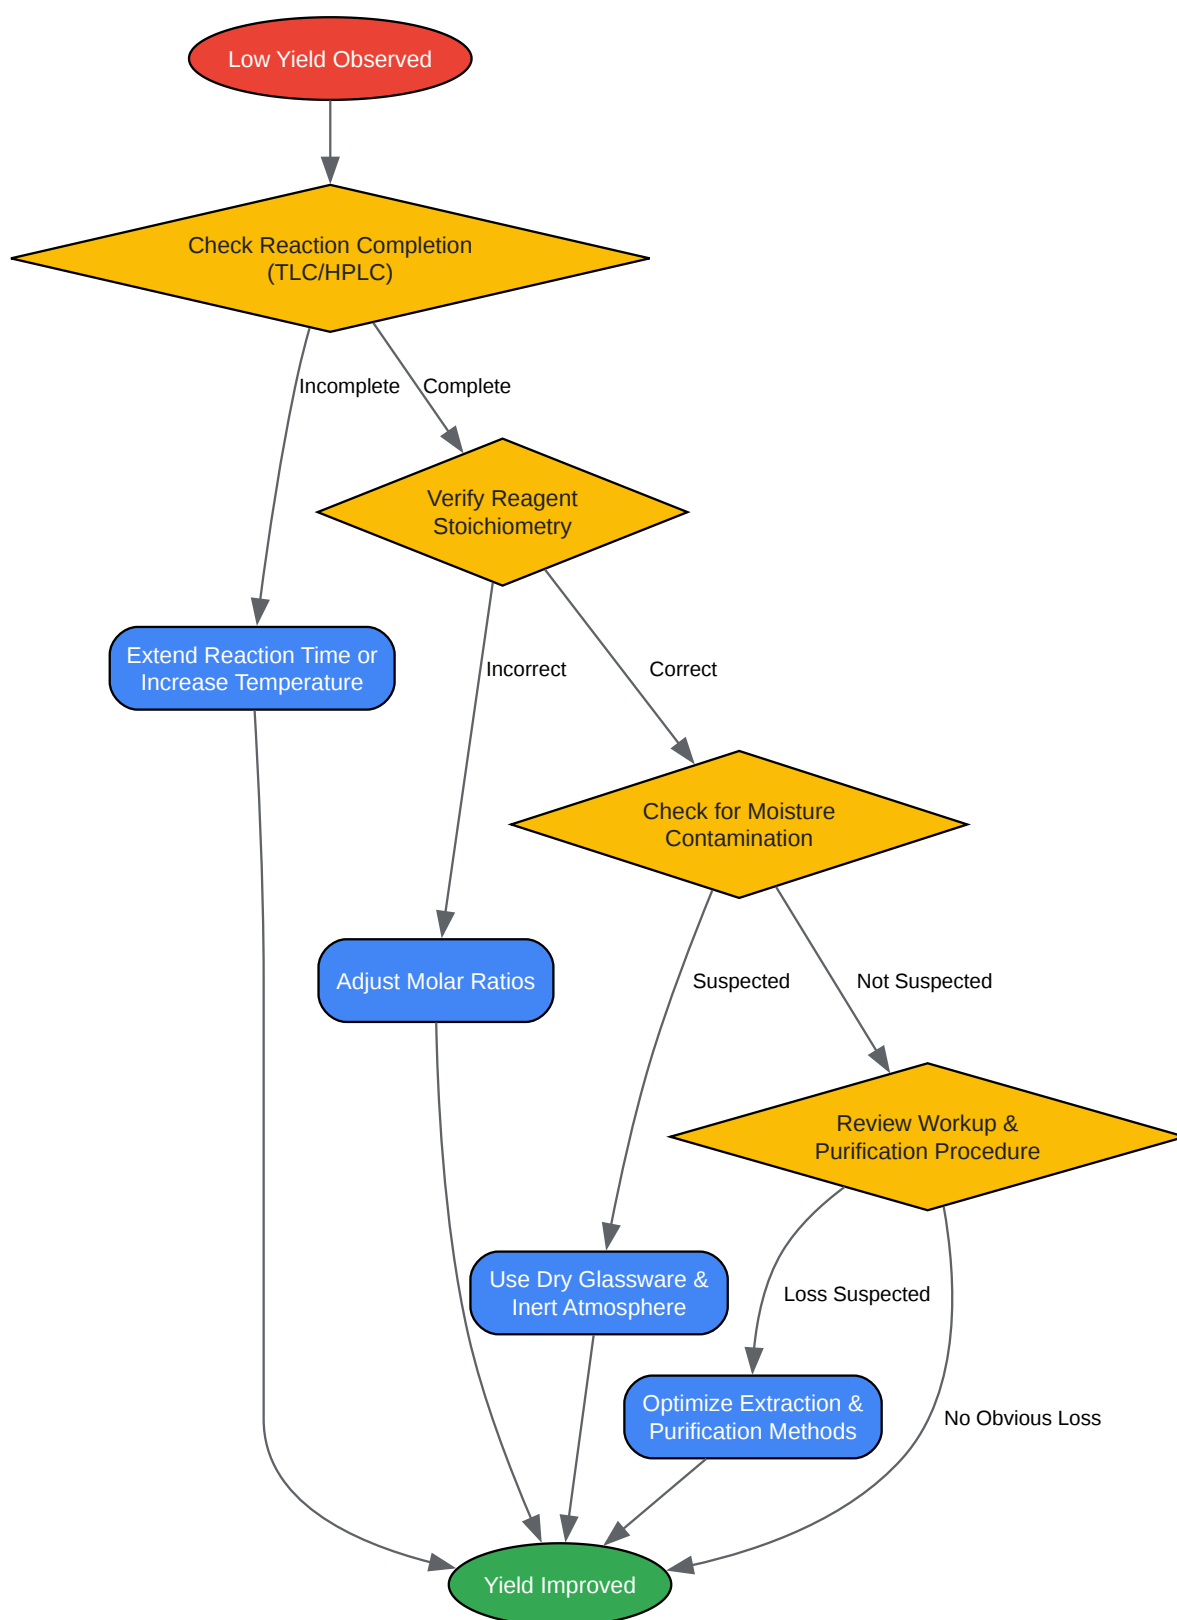 Low Yield Observed
Check Reaction Completion
(TLC/HPLC)
Incomplete
Complete
Verify Reagent
Stoichiometry
Extend Reaction Time or
Increase Temperature
Incorrect
Correct
Check for Moisture
Contamination
Adjust Molar Ratios
Suspected
Not Suspected
Review Workup &
Purification Procedure
Use Dry Glassware &
Inert Atmosphere
Loss Suspected
Optimize Extraction &
Purification Methods
No Obvious Loss
Yield Improved